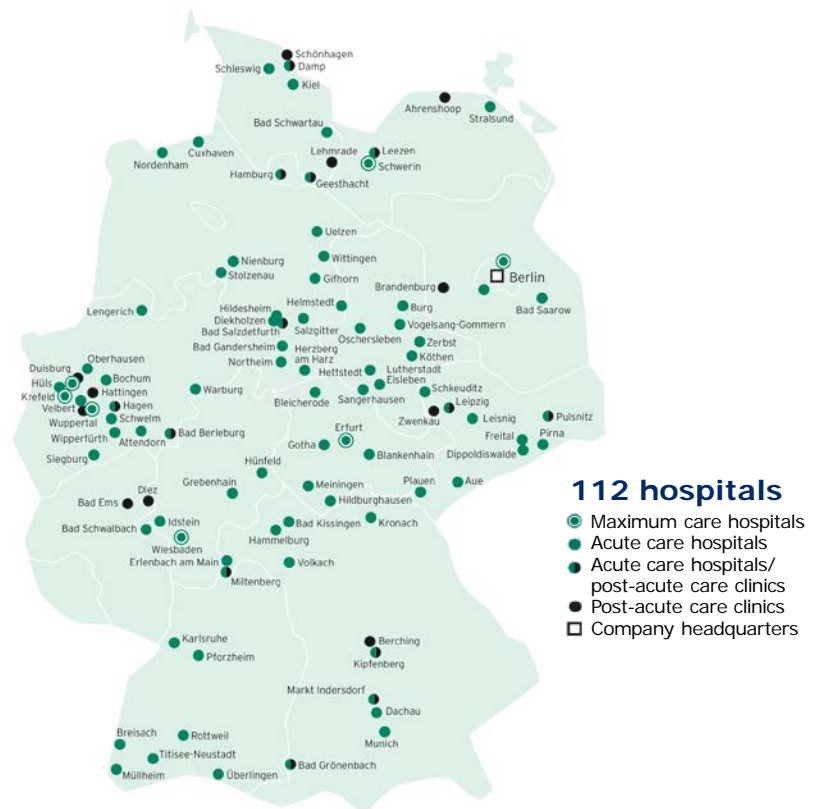 Schönhagen
Schleswig
Damp
Kiel
Ahrenshoop
Stralsund
Bad Schwartau
Cuxhaven
Nordenham
Lehmrade
Leezen
Schwerin
Hamburg
Geesthacht
Uelzen
Nienburg
Wittingen
Stolzenau
Gifhorn
Berlin
Brandenburg
Bad Saarow
Lengerich
Hildesheim
Helmstedt
Burg
Diekholzen
Bad Salzdetfurth
Salzgitter
Vogelsang-Gommern
Oschersleben
Zerbst
Bad Gandersheim
Herzberg
am Harz
Köthen
Northeim
Hettstedt
Lutherstadt
Eisleben
Oberhausen
Duisburg
Bochum
Hüls
Hattingen
Krefeld
Velbert
Hagen
Wuppertal
Schwelm
Wipperfürth
Attendorn
Siegburg
Warburg
Bad Berleburg
Bleicherode
Sangerhausen
Schkeuditz
Leipzig
Zwenkau
Leisnig
Pulsnitz
Freital
Pirna
Dippoldiswalde
Erfurt
Gotha
Blankenhain
Hünfeld
Grebenhain
Meiningen
Plauen
Aue
Hildburghausen
Diez
Bad Ems
Idstein
Bad Schwalbach
Bad Kissingen
Hammelburg
Kronach
Wiesbaden
Erlenbach am Main
Miltenberg
Volkach
Karlsruhe
Pforzheim
Berching
Kipfenberg
Markt Indersdorf
Dachau
Munich
Breisach
Rottweil
Titisee-Neustadt
Müllheim
Überlingen
Bad Grönenbach
112 hospitals
Maximum care hospitals
Acute care hospitals
Acute care hospitals/
post-acute care clinics
Post-acute care clinics
Company headquarters